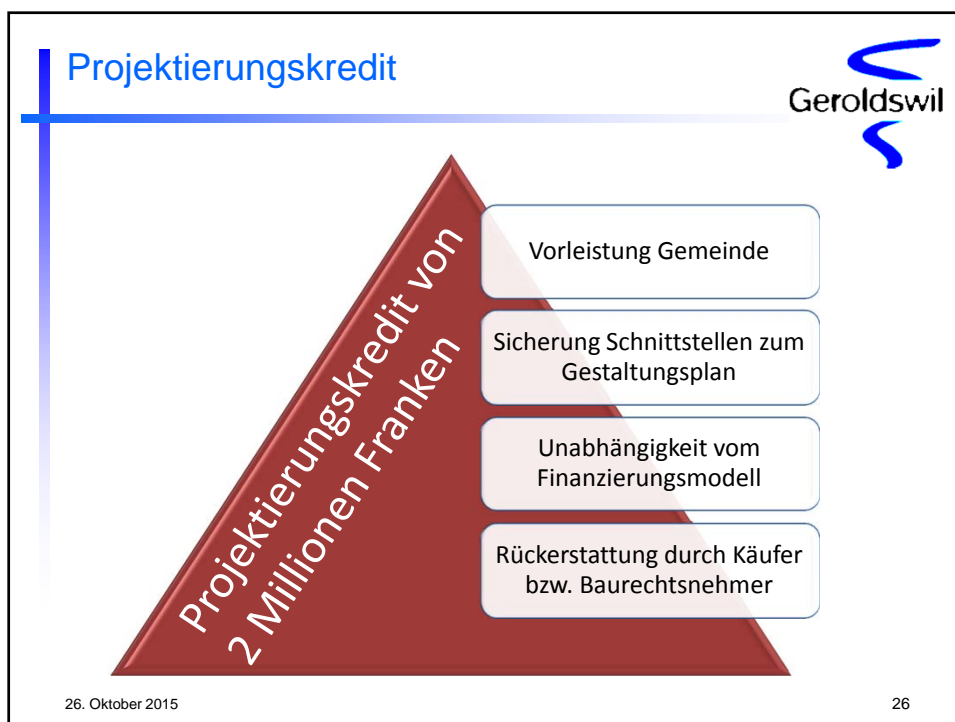 Projektierungskredit
Geroldswil
Projektierungskredit von
2 Millionen Franken
Vorleistung Gemeinde
Sicherung Schnittstellen zum
Gestaltungsplan
Unabhängigkeit vom
Finanzierungsmodell
Rückerstattung durch Käufer
bzw. Baurechtsnehmer
26. Oktober 2015
26